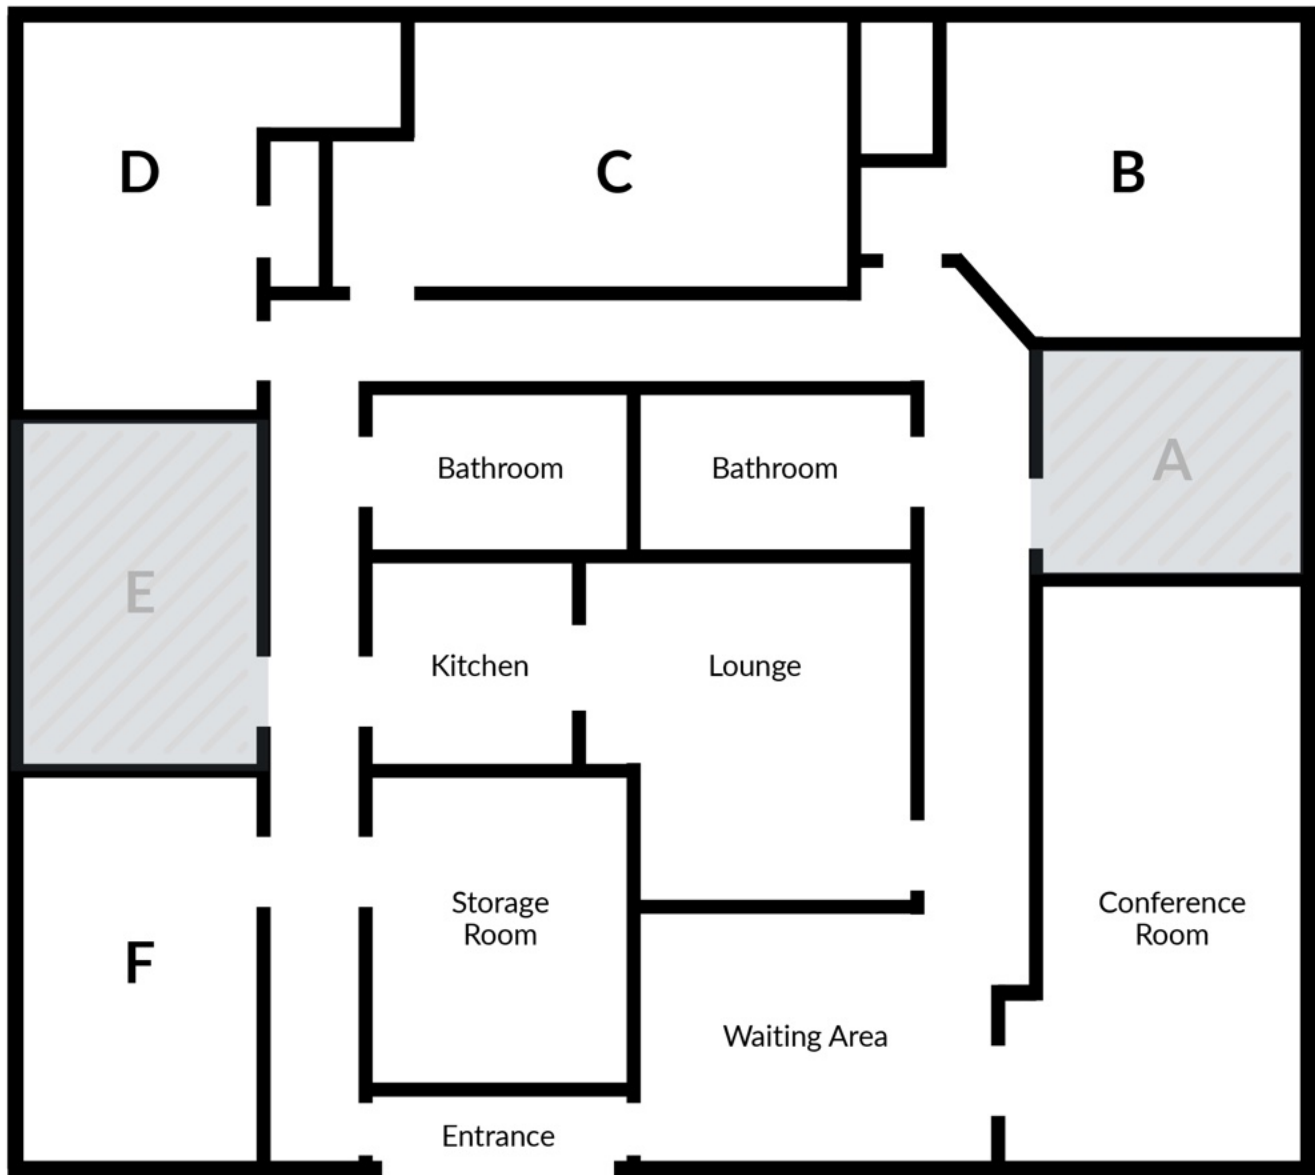 D
C
B
A
Bathroom
Bathroom
E
Kitchen
Lounge
Storage
Room
Conference
Room
F
Waiting Area
Entrance